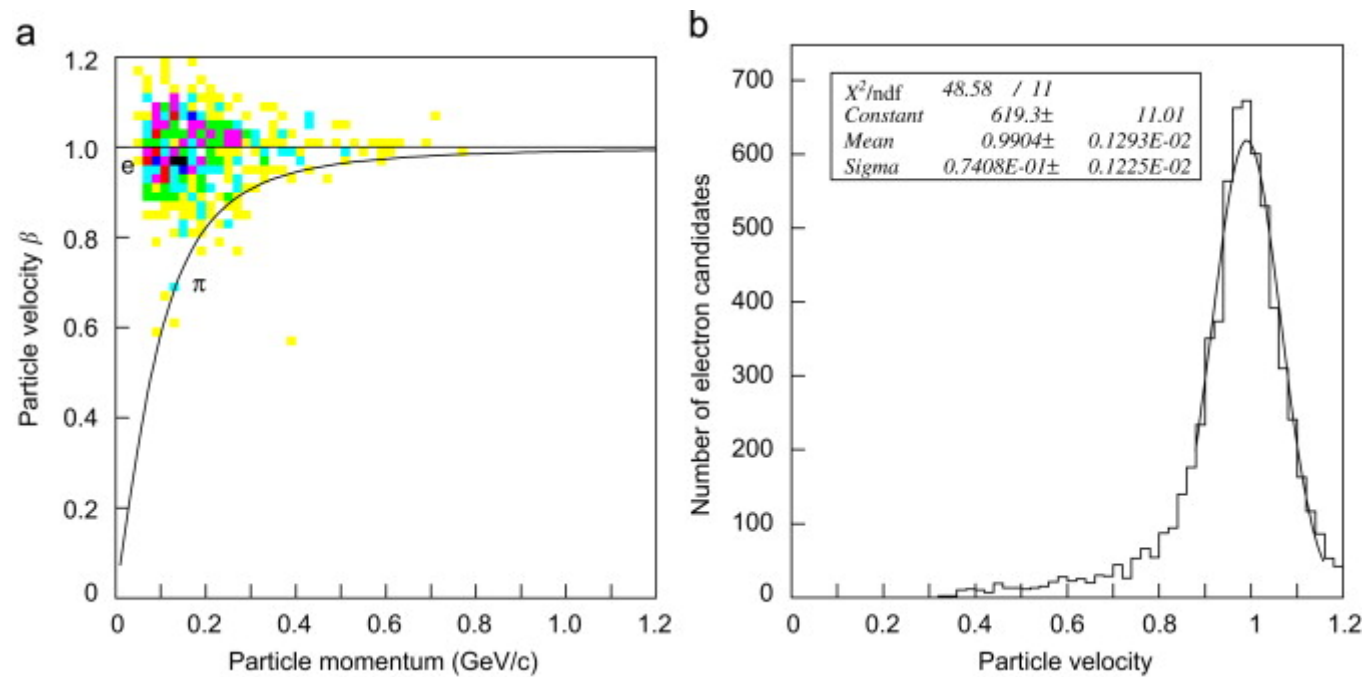 a
1.2
1.0
0.8
0.6
0.4
0.2
0
e
π
Particle velocity β
0 0.2 0.4 0.6 0.8 1.0 1.2
Particle momentum (GeV/c)
b
700
600
500
400
300
200
100
0
Number of electron candidates
X²/ndf 48.58 / 11
Constant 619.3± 11.01
Mean 0.9904± 0.1293E-02
Sigma 0.7408E-01± 0.1225E-02
0 0.2 0.4 0.6 0.8 1 1.2
Particle velocity